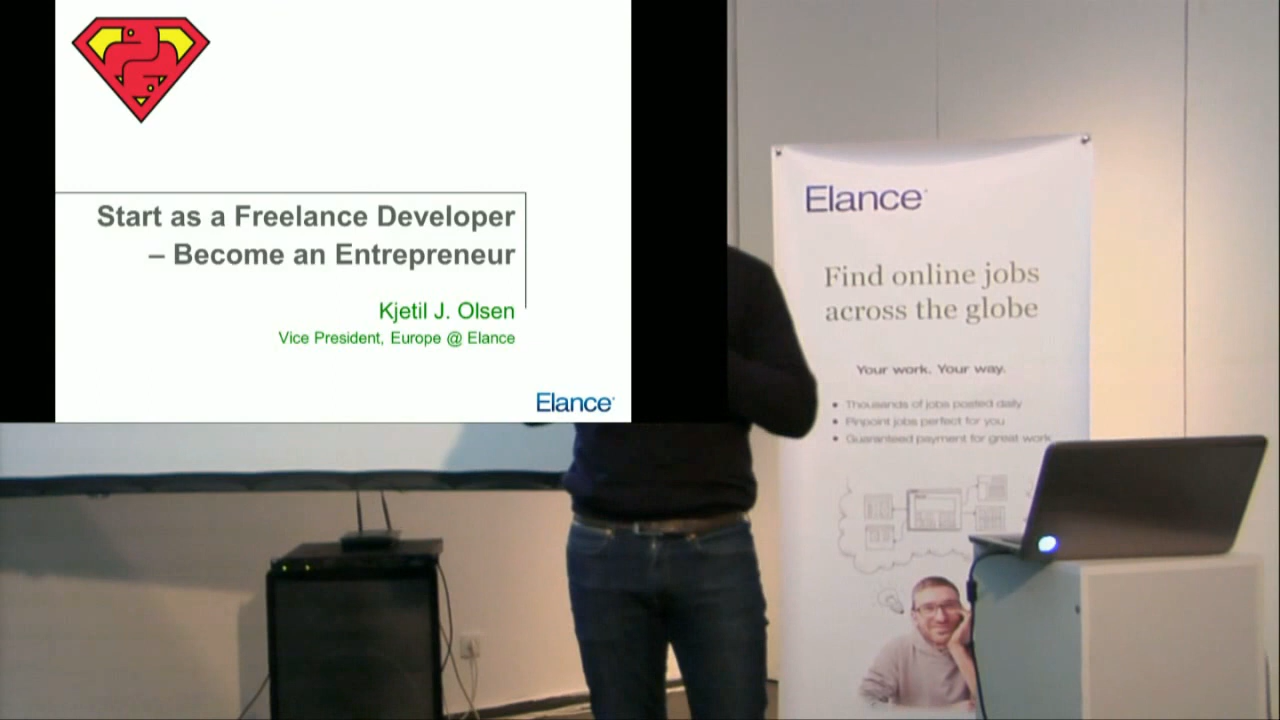 Start as a Freelance Developer
– Become an Entrepreneur
Kjetil J. Olsen
Vice President, Europe @ Elance
Elance
Elance
Find online jobs
across the globe
Your work. Your way.
• Thousands of jobs posted daily
• Pinpoint jobs perfect for you
• Guaranteed payment for great work